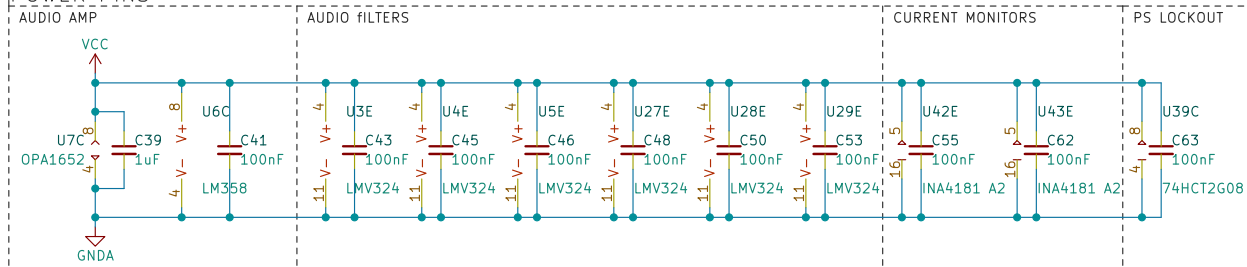 POWER PINS
AUDIO AMP
AUDIO fILTERS
CURRENT MONITORS
PS LOCKOUT
VCC
U7C
OPA1652
8
4
C39
1uF
8
V+
V-
4
U6C
C41
100nF
LM358
4
V+
V-
11
U3E
C43
100nF
LMV324
4
V+
V-
11
U4E
C45
100nF
LMV324
4
V+
V-
11
U5E
C46
100nF
LMV324
4
V+
V-
11
U27E
C48
100nF
LMV324
4
V+
V-
11
U28E
C50
100nF
LMV324
4
V+
V-
11
U29E
C53
100nF
LMV324
5
16
U42E
C55
100nF
INA4181 A2
5
16
U43E
C62
100nF
INA4181 A2
8
4
U39C
C63
100nF
74HCT2G08
GNDA